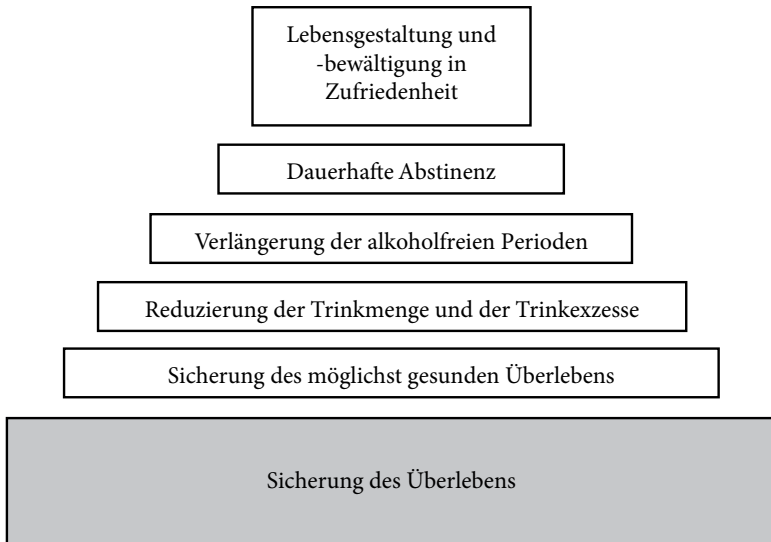 Lebensgestaltung und
-bewältigung in
Zufriedenheit
Dauerhafte Abstinenz
Verlängerung der alkoholfreien Perioden
Reduzierung der Trinkmenge und der Trinkexzesse
Sicherung des möglichst gesunden Überlebens
Sicherung des Überlebens